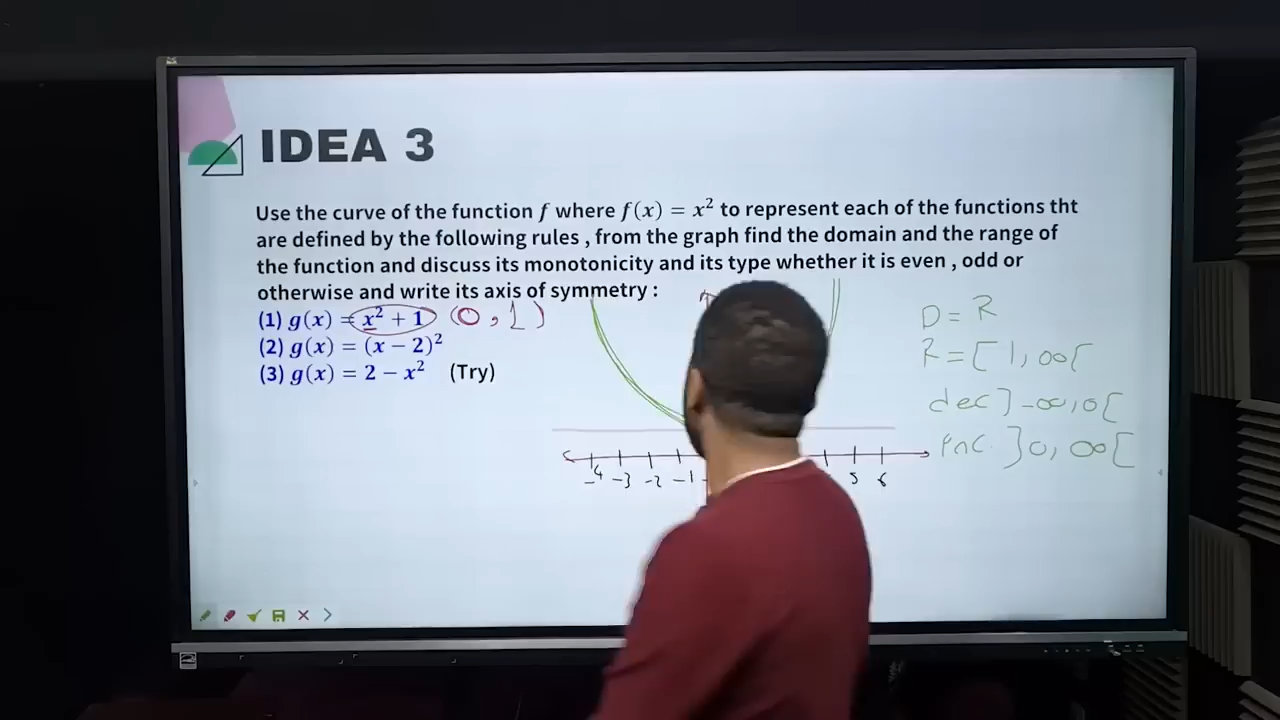 IDEA 3
Use the curve of the function f where f(x) = x² to represent each of the functions tht
are defined by the following rules , from the graph find the domain and the range of
the function and discuss its monotonicity and its type whether it is even , odd or
otherwise and write its axis of symmetry :
(1) g(x) = x² + 1 (0 , 1)
(2) g(x) = (x − 2)²
(3) g(x) = 2 − x² (Try)
D = R
R = [1, ∞[
dec ]-∞, 0[
inc. ]0, ∞[
-4 -3 -2 -1 5 6